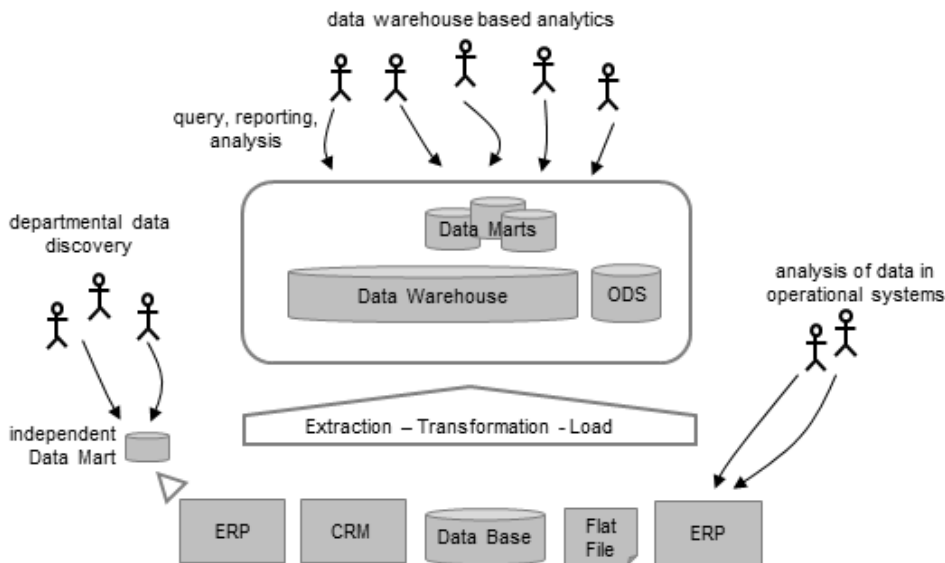 data warehouse based analytics
query, reporting,
analysis
departmental data
discovery
Data Marts
Data Warehouse
ODS
analysis of data in
operational systems
independent
Data Mart
Extraction – Transformation - Load
ERP
CRM
Data Base
Flat
File
ERP